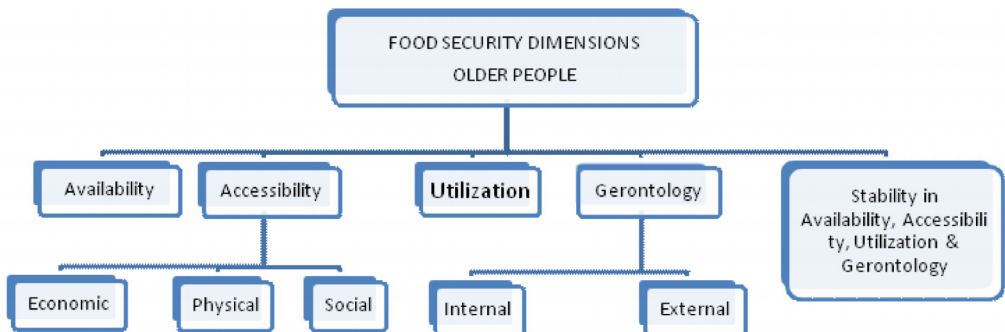 FOOD SECURITY DIMENSIONS
OLDER PEOPLE
Availability
Accessibility
Utilization
Gerontology
Stability in
Availability, Accessibili
ty, Utilization &
Gerontology
Economic
Physical
Social
Internal
External